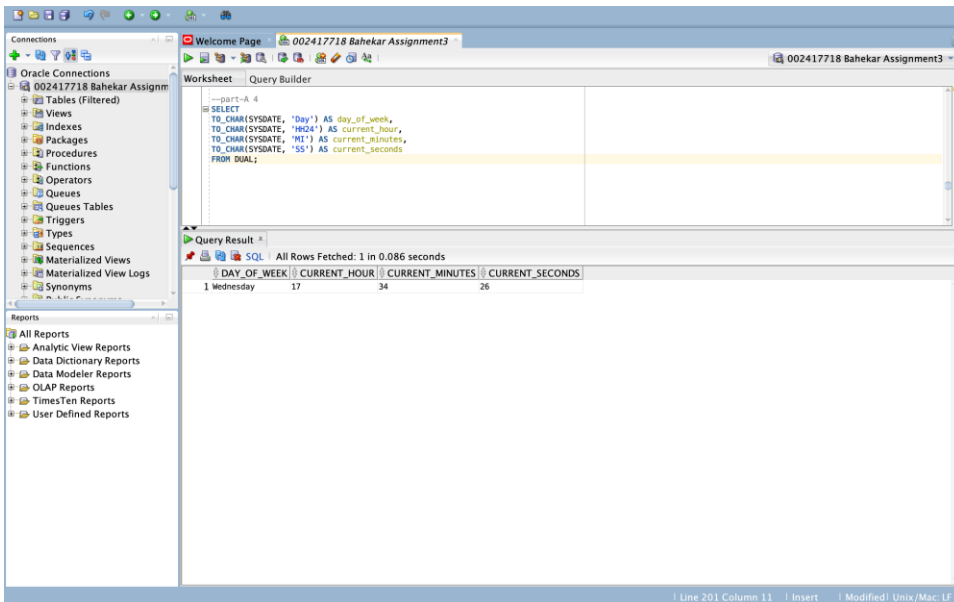 Connections
Oracle Connections
002417718 Bahekar Assignm
Tables (Filtered)
Views
Indexes
Packages
Procedures
Functions
Operators
Queues
Queues Tables
Triggers
Types
Sequences
Materialized Views
Materialized View Logs
Synonyms
Reports
All Reports
Analytic View Reports
Data Dictionary Reports
Data Modeler Reports
OLAP Reports
TimesTen Reports
User Defined Reports
Welcome Page
002417718 Bahekar Assignment3
002417718 Bahekar Assignment3
Worksheet Query Builder
--part-A 4
SELECT
TO_CHAR(SYSDATE, 'Day') AS day_of_week,
TO_CHAR(SYSDATE, 'HH24') AS current_hour,
TO_CHAR(SYSDATE, 'MI') AS current_minutes,
TO_CHAR(SYSDATE, 'SS') AS current_seconds
FROM DUAL;
Query Result
SQL | All Rows Fetched: 1 in 0.086 seconds
DAY_OF_WEEK CURRENT_HOUR CURRENT_MINUTES CURRENT_SECONDS
1 Wednesday 17 34 26
| Line 201 Column 11 | Insert | Modified| Unix/Mac: LF